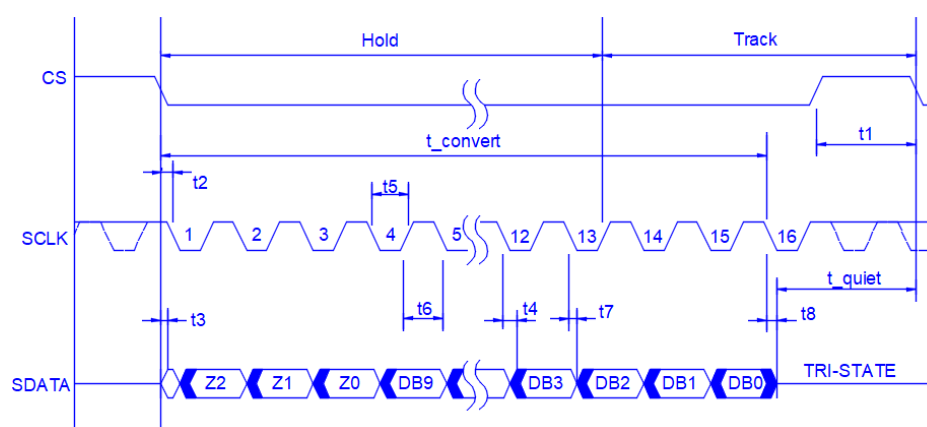 Hold
Track
CS
t_convert
t1
t2
t5
SCLK
1
2
3
4
5
12
13
14
15
16
t_quiet
t3
t6
t4
t7
t8
SDATA
Z2
Z1
Z0
DB9
DB3
DB2
DB1
DB0
TRI-STATE